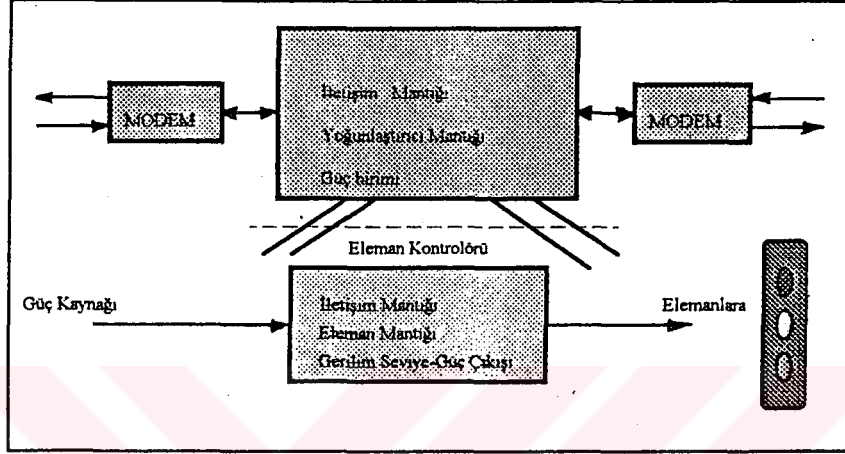 İletişim Mantığı
MODEM
MODEM
Yoğunlaştırıcı Mantığı
Güç birimi
Eleman Kontrolörü
Güç Kaynağı
İletişim Mantığı
Elemanlara
Eleman Mantığı
Gerilim Seviye-Güç Çıkışı